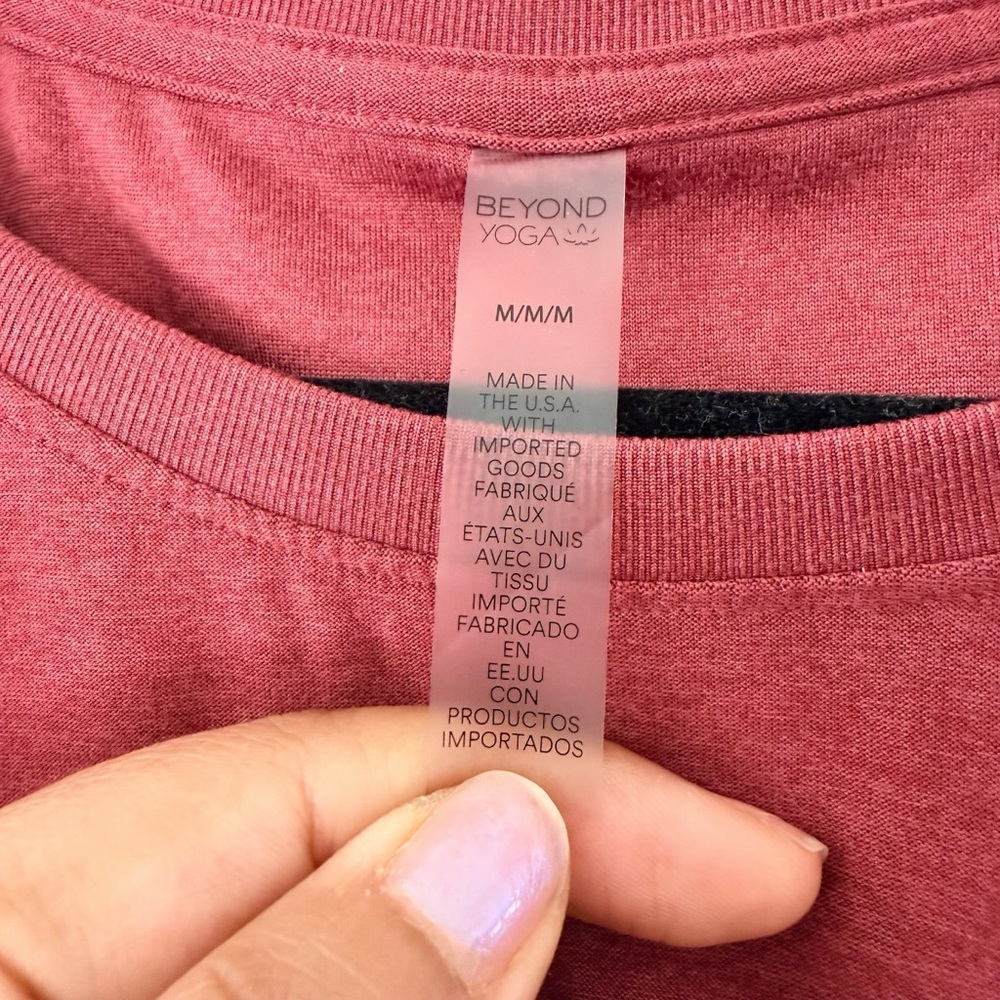 BEYOND
YOGA
M/M/M
MADE IN
THE U.S.A.
WITH
IMPORTED
GOODS
FABRIQUÉ
AUX
ÉTATS-UNIS
AVEC DU
TISSU
IMPORTÉ
FABRICADO
EN
EE.UU
CON
PRODUCTOS
IMPORTADOS